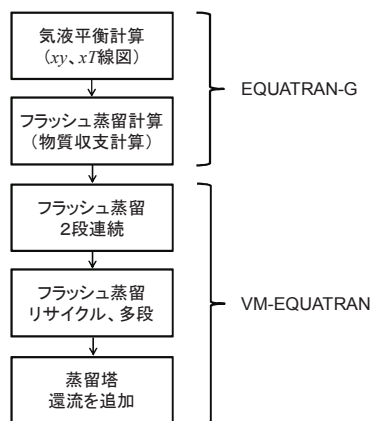 気液平衡計算
(xy、xT線図)
フラッシュ蒸留計算
(物質収支計算)
EQUATRAN-G
フラッシュ蒸留
2段連続
フラッシュ蒸留
リサイクル、多段
蒸留塔
還流を追加
VM-EQUATRAN